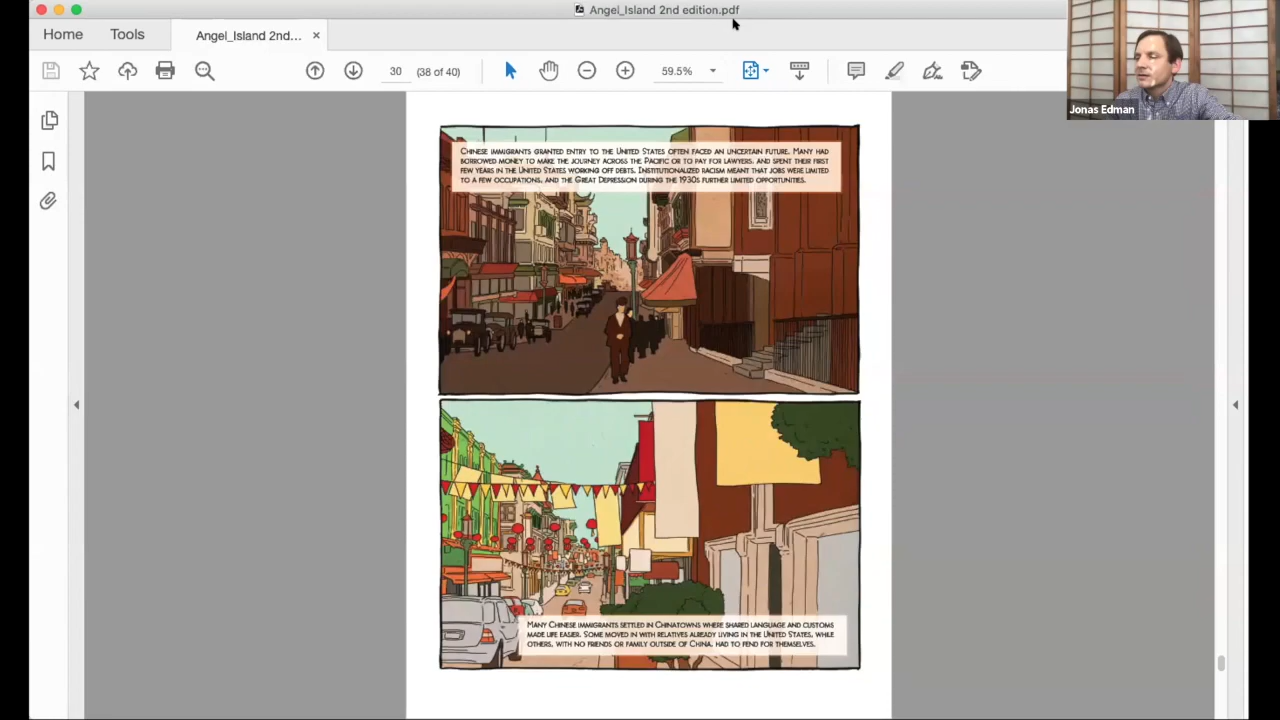 Angel_Island 2nd edition.pdf
Home Tools Angel_Island 2nd... ×
30 (38 of 40) 59.5%
Jonas Edman
CHINESE IMMIGRANTS GRANTED ENTRY TO THE UNITED STATES OFTEN FACED AN UNCERTAIN FUTURE. MANY HAD
BORROWED MONEY TO MAKE THE JOURNEY ACROSS THE PACIFIC OR TO PAY FOR LAWYERS, AND SPENT THEIR FIRST
FEW YEARS IN THE UNITED STATES WORKING OFF DEBTS. INSTITUTIONALIZED RACISM MEANT THAT JOBS WERE LIMITED
TO A FEW OCCUPATIONS, AND THE GREAT DEPRESSION DURING THE 1930S FURTHER LIMITED OPPORTUNITIES.
MANY CHINESE IMMIGRANTS SETTLED IN CHINATOWNS WHERE SHARED LANGUAGE AND CUSTOMS
MADE LIFE EASIER. SOME MOVED IN WITH RELATIVES ALREADY LIVING IN THE UNITED STATES, WHILE
OTHERS, WITH NO FRIENDS OR FAMILY OUTSIDE OF CHINA, HAD TO FEND FOR THEMSELVES.